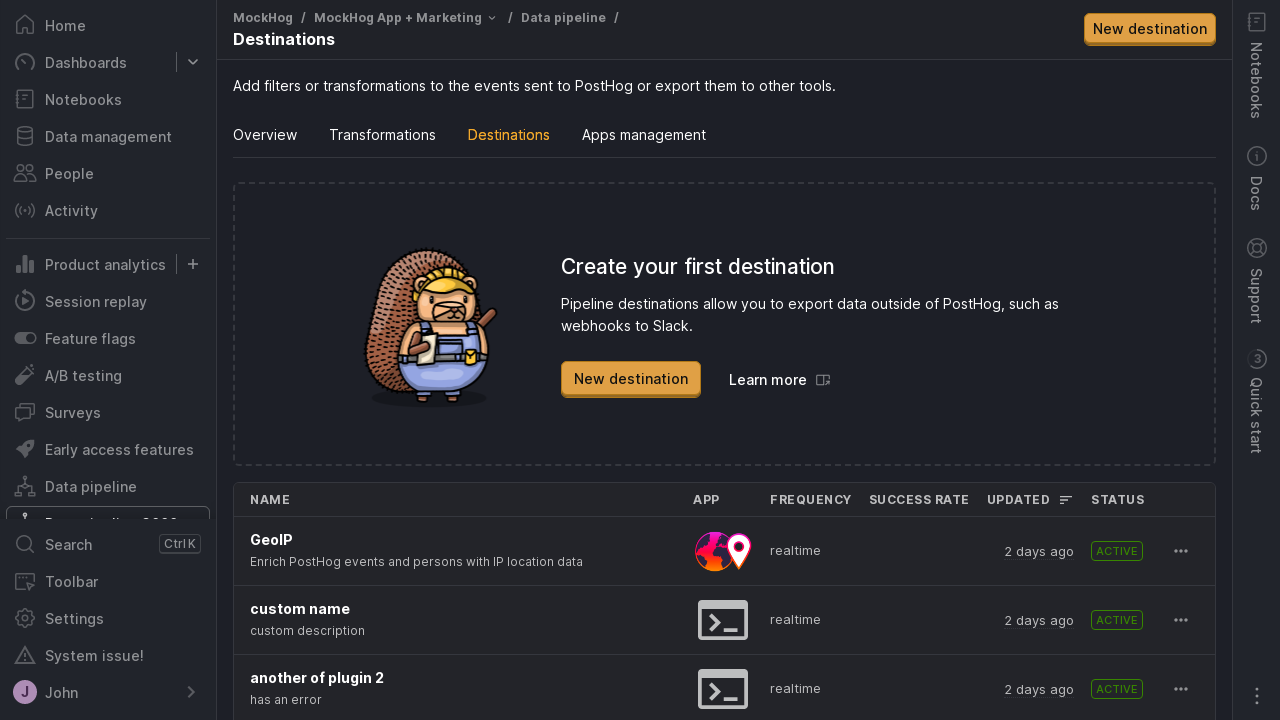 Home
Dashboards
Notebooks
Data management
People
Activity
Product analytics
Session replay
Feature flags
A/B testing
Surveys
Early access features
Data pipeline
Search Ctrl K
Toolbar
Settings
System issue!
J John
MockHog / MockHog App + Marketing / Data pipeline /
Destinations
New destination
Add filters or transformations to the events sent to PostHog or export them to other tools.
Overview Transformations Destinations Apps management
Create your first destination
Pipeline destinations allow you to export data outside of PostHog, such as
webhooks to Slack.
New destination Learn more
NAME APP FREQUENCY SUCCESS RATE UPDATED STATUS
GeoIP
Enrich PostHog events and persons with IP location data
realtime 2 days ago ACTIVE
custom name
custom description
realtime 2 days ago ACTIVE
another of plugin 2
has an error
realtime 2 days ago ACTIVE
Notebooks
Docs
Support
3 Quick start